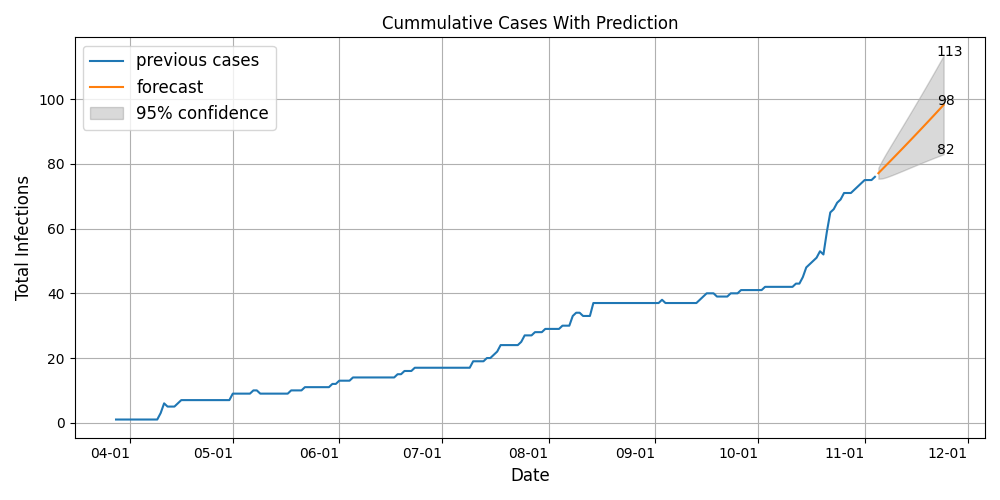 Cummulative Cases With Prediction
previous cases
forecast
95% confidence
113
98
82
100
80
60
40
20
0
Total Infections
04-01 05-01 06-01 07-01 08-01 09-01 10-01 11-01 12-01
Date